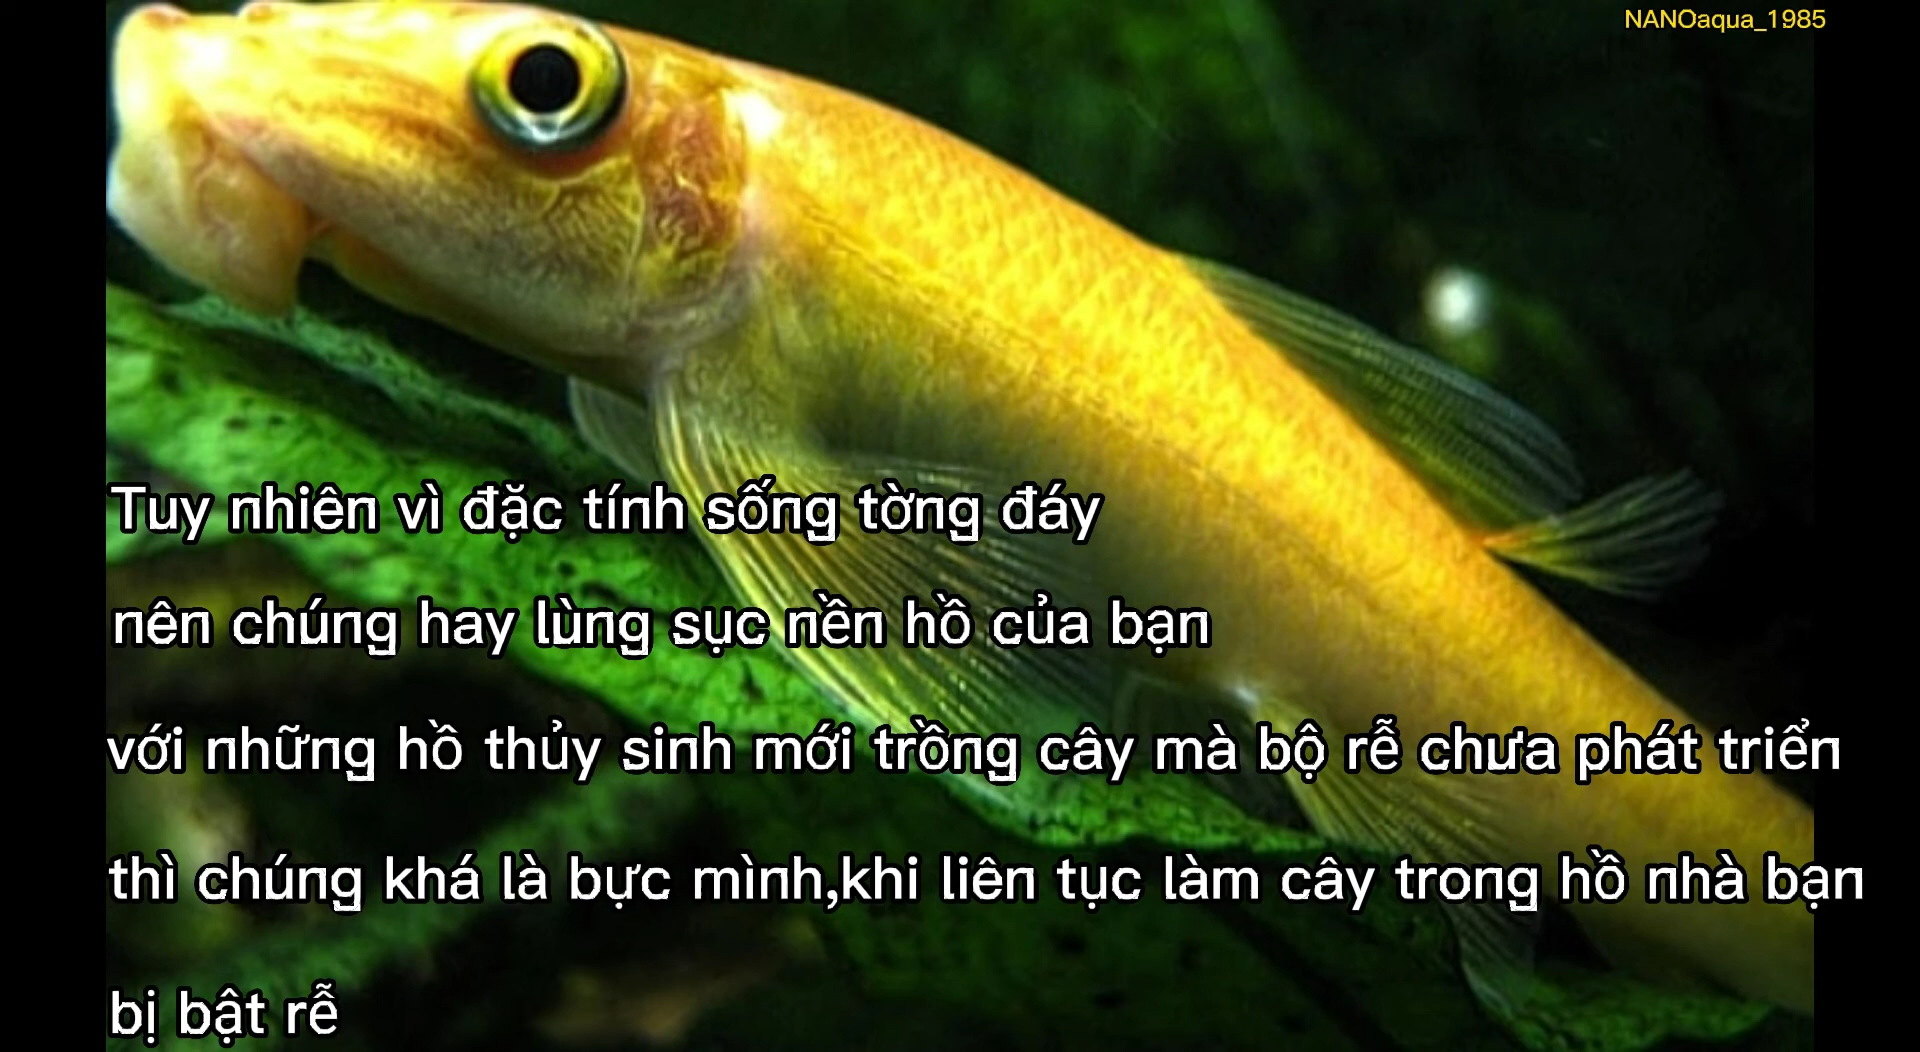 NANOaqua_1985
Tuy nhiên vì đặc tính sống tờng đáy
nên chúng hay lùng sục nền hồ của bạn
với những hồ thủy sinh mới trồng cây mà bộ rễ chưa phát triển
thì chúng khá là bực mình,khi liên tục làm cây trong hồ nhà bạn
bị bật rễ